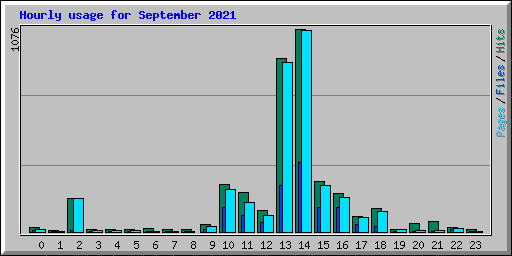 Hourly usage for September 2021
1076
Pages/Files/Hits
0 1 2 3 4 5 6 7 8 9 10 11 12 13 14 15 16 17 18 19 20 21 22 23